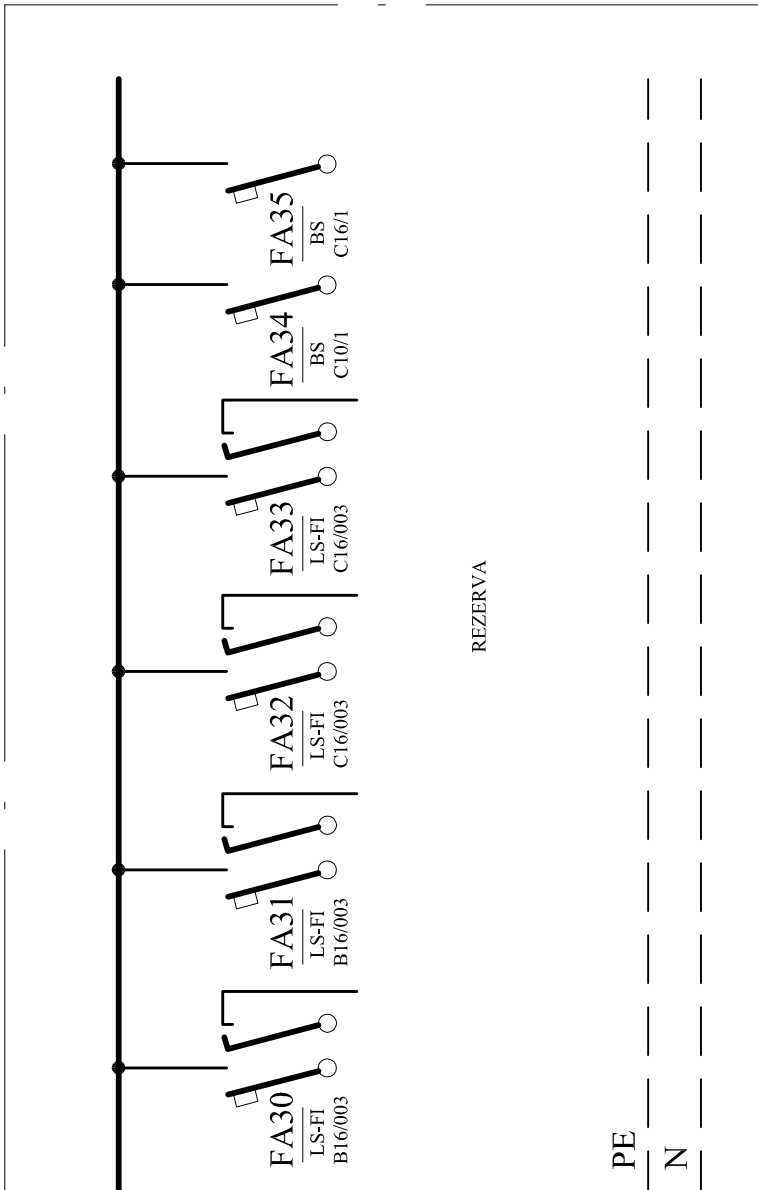 FA30
LS-FI
B16/003
FA31
LS-FI
B16/003
FA32
LS-FI
C16/003
FA33
LS-FI
C16/003
FA34
BS
C10/1
FA35
BS
C16/1
REZERVA
PE
N